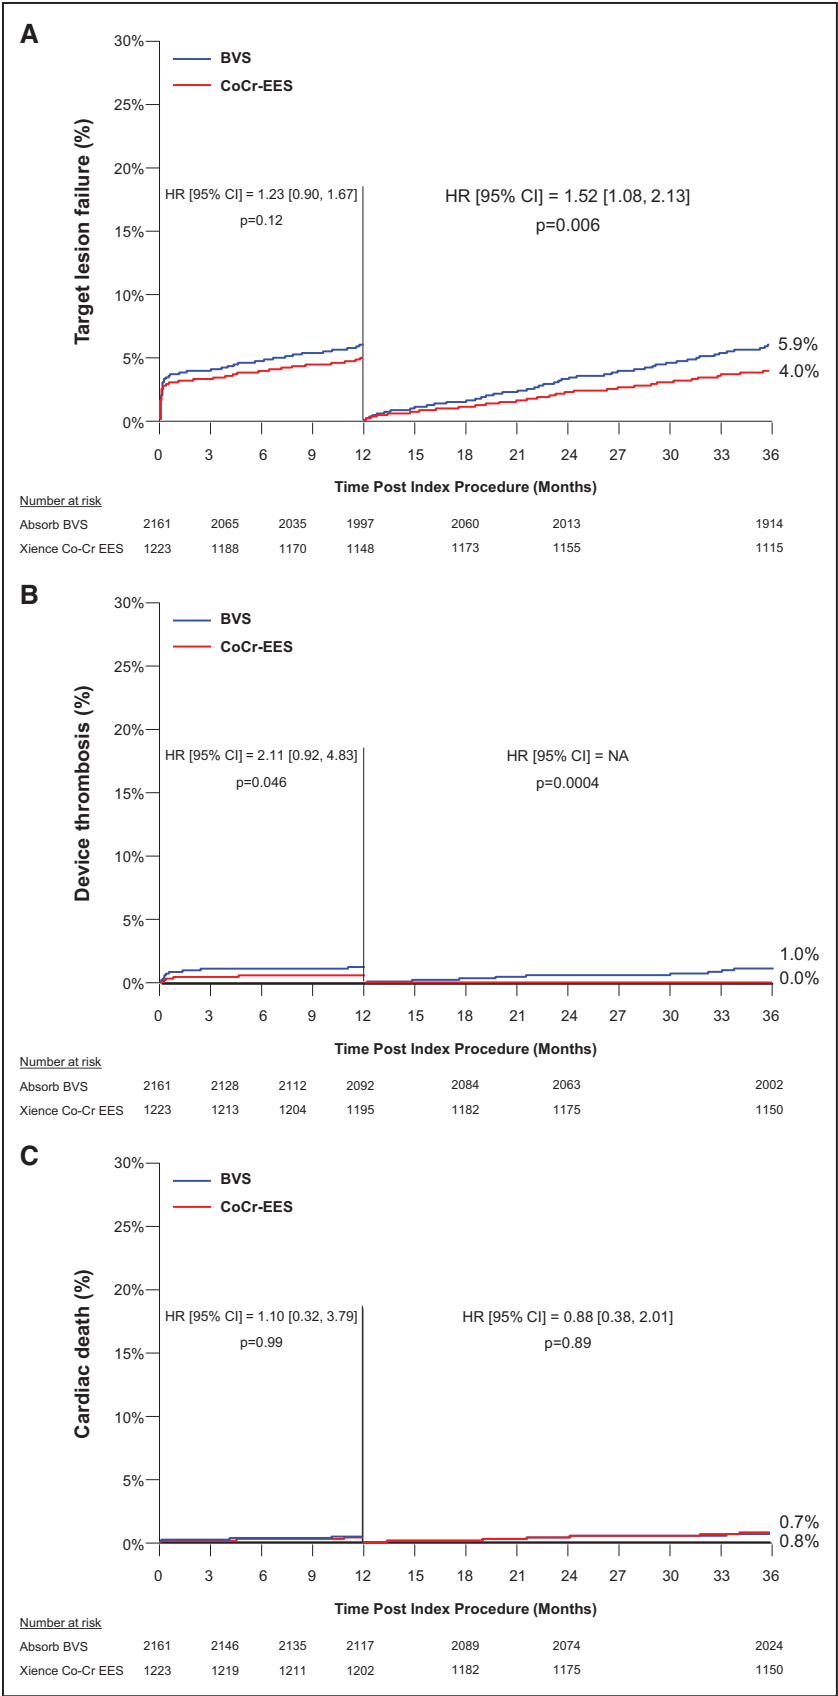 A
30%
BVS
CoCr-EES
25%
20%
HR [95% CI] = 1.23 [0.90, 1.67]
p=0.12
HR [95% CI] = 1.52 [1.08, 2.13]
p=0.006
15%
10%
5%
0%
Target lesion failure (%)
5.9%
4.0%
0 3 6 9 12 15 18 21 24 27 30 33 36
Time Post Index Procedure (Months)
Number at risk
Absorb BVS 2161 2065 2035 1997 2060 2013 1914
Xience Co-Cr EES 1223 1188 1170 1148 1173 1155 1115
B
30%
BVS
CoCr-EES
25%
20%
HR [95% CI] = 2.11 [0.92, 4.83]
p=0.046
HR [95% CI] = NA
p=0.0004
15%
10%
5%
0%
Device thrombosis (%)
1.0%
0.0%
0 3 6 9 12 15 18 21 24 27 30 33 36
Time Post Index Procedure (Months)
Number at risk
Absorb BVS 2161 2128 2112 2092 2084 2063 2002
Xience Co-Cr EES 1223 1213 1204 1195 1182 1175 1150
C
30%
BVS
CoCr-EES
25%
20%
HR [95% CI] = 1.10 [0.32, 3.79]
p=0.99
HR [95% CI] = 0.88 [0.38, 2.01]
p=0.89
15%
10%
5%
0%
Cardiac death (%)
0.7%
0.8%
0 3 6 9 12 15 18 21 24 27 30 33 36
Time Post Index Procedure (Months)
Number at risk
Absorb BVS 2161 2146 2135 2117 2089 2074 2024
Xience Co-Cr EES 1223 1219 1211 1202 1182 1175 1150